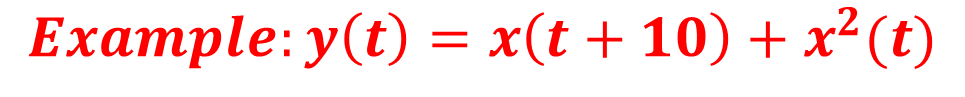 Example: y(t) = x(t + 10) + x²(t)